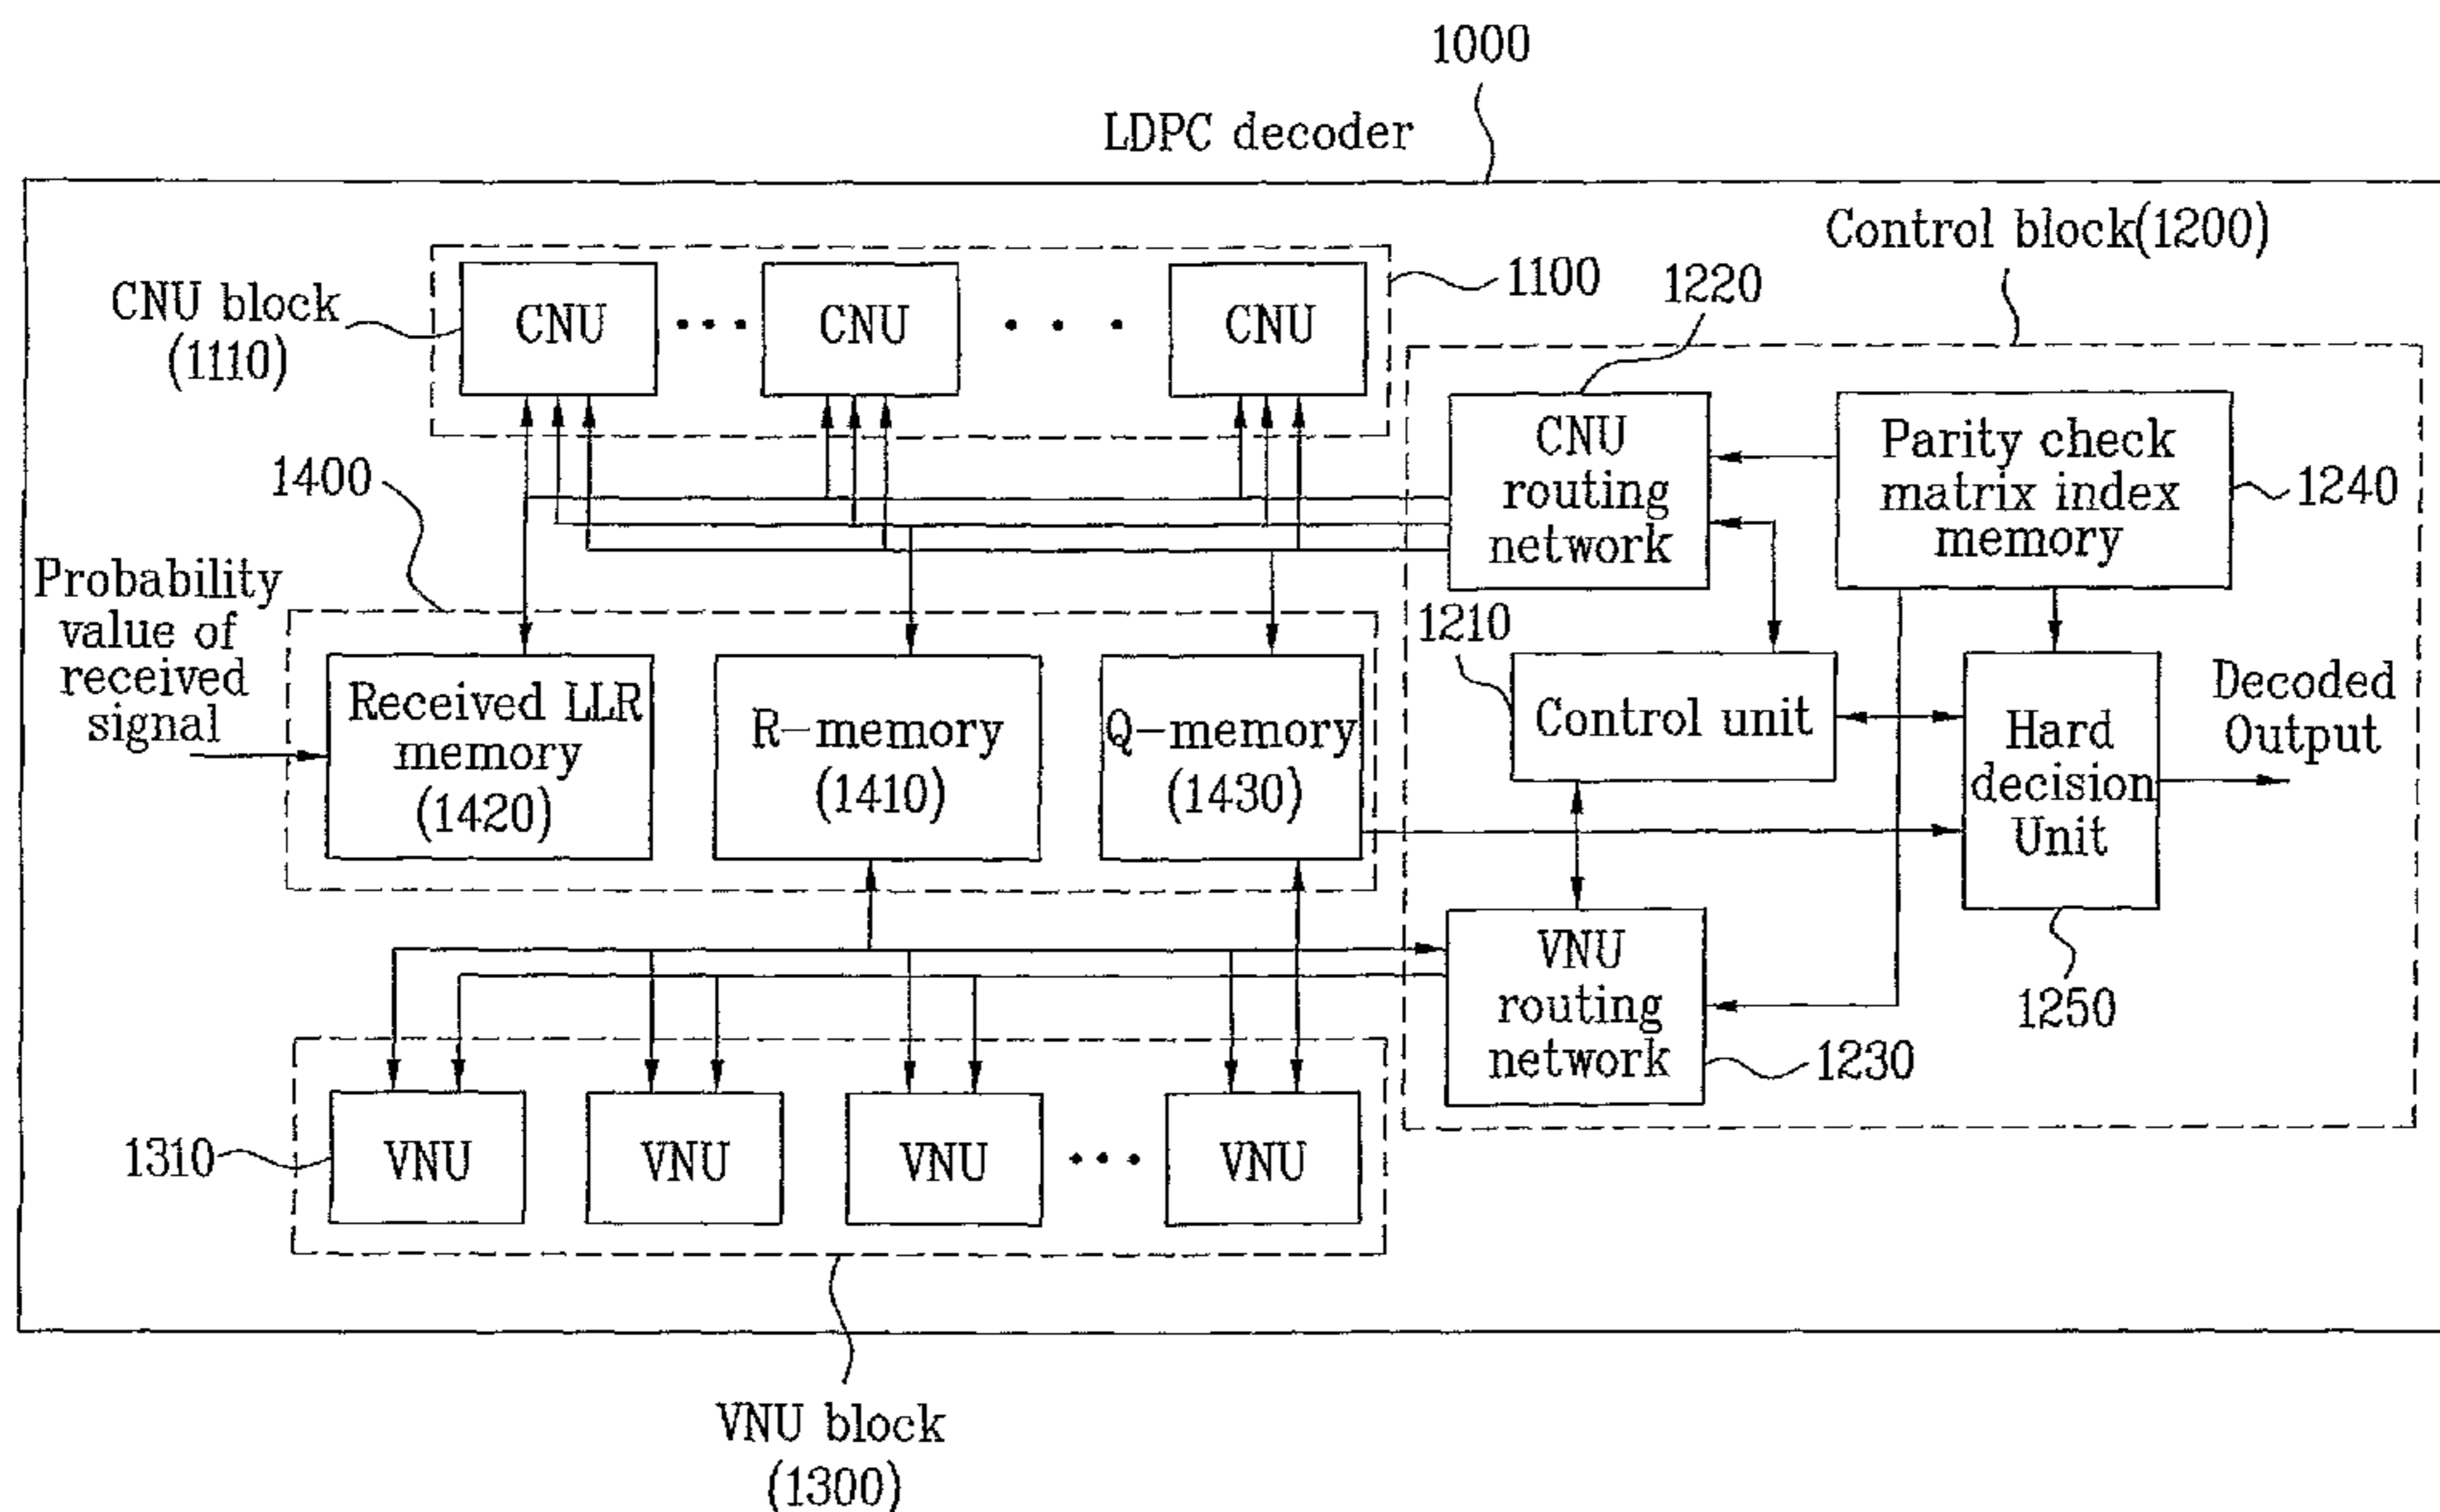 1000
LDPC decoder
Control block(1200)
CNU block
(1110)
CNU
CNU
CNU
1100
1220
CNU
routing
network
Parity check
matrix index
memory
1240
1400
Probability
value of
received
signal
Received LLR
memory
(1420)
R-memory
(1410)
Q-memory
(1430)
1210
Control unit
Hard
decision
Unit
Decoded
Output
1250
VNU
routing
network
1230
1310
VNU
VNU
VNU
VNU
VNU block
(1300)